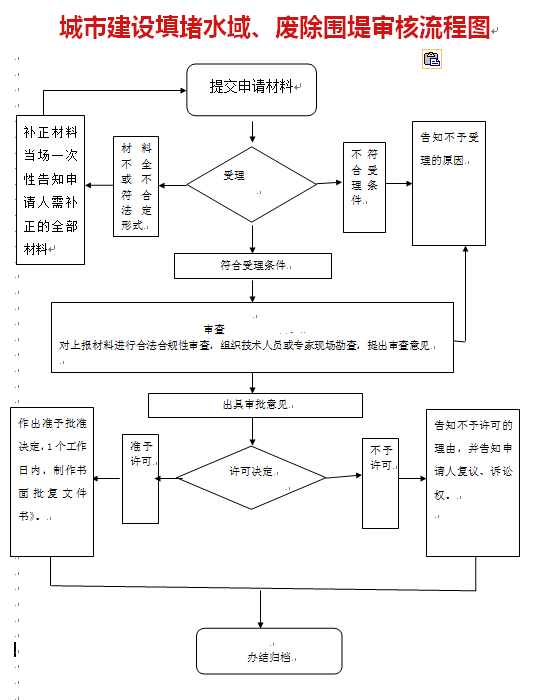 城市建设填堵水域、废除围堤审核流程图
提交申请材料
补正材料
当场一次
性告知申
请人需补
正的全部
材料
材料
不全
或不
符合
法定
形式.
受理
不符
合受
理条
件.
告知不予受
理的原因.
符合受理条件.
审查
对上报材料进行合法合规性审查，组织技术人员或专家现场勘查，提出审查意见
出具审批意见
作出准予批准
决定，1个工作
日内，制作书
面批复文件
书》。
准予
许可
许可决定
不予
许可
告知不予许可的
理由，并告知申
请人复议、诉讼
权。
办结归档